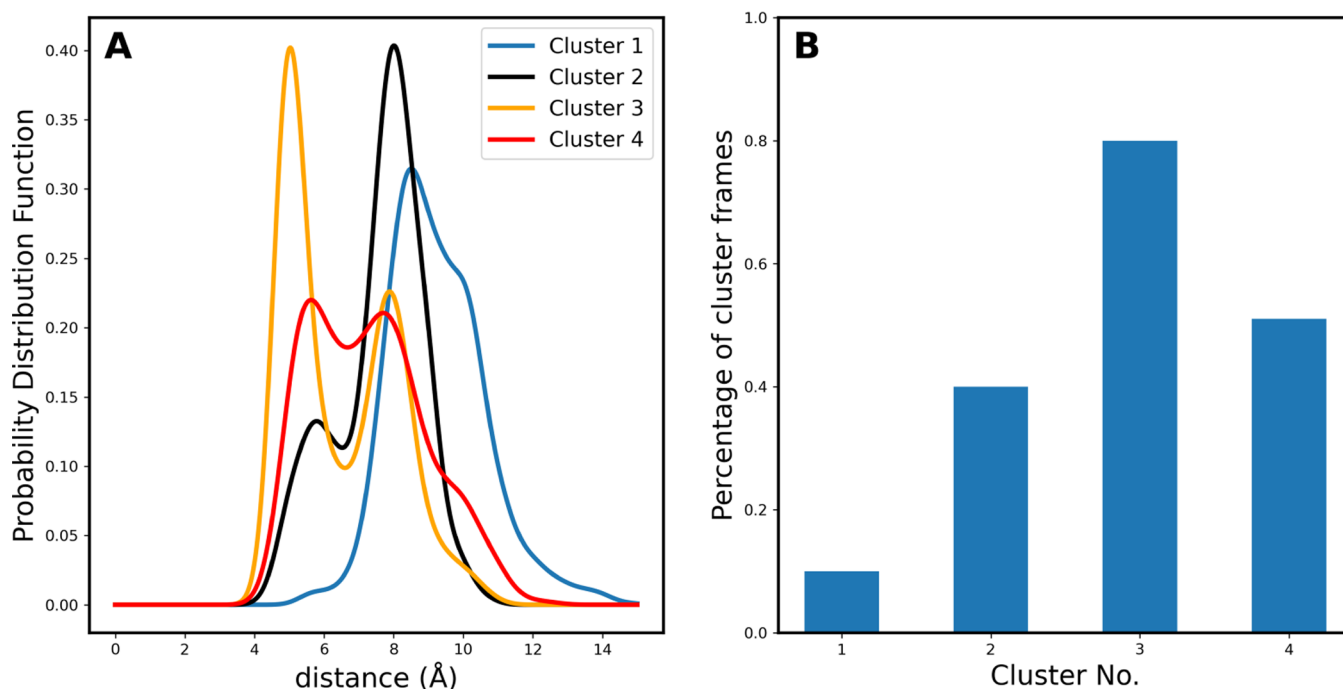 A
Cluster 1
Cluster 2
Cluster 3
Cluster 4
Probability Distribution Function
0.40
0.35
0.30
0.25
0.20
0.15
0.10
0.05
0.00
0 2 4 6 8 10 12 14
distance (Å)
B
Percentage of cluster frames
1.0
0.8
0.6
0.4
0.2
0.0
1 2 3 4
Cluster No.